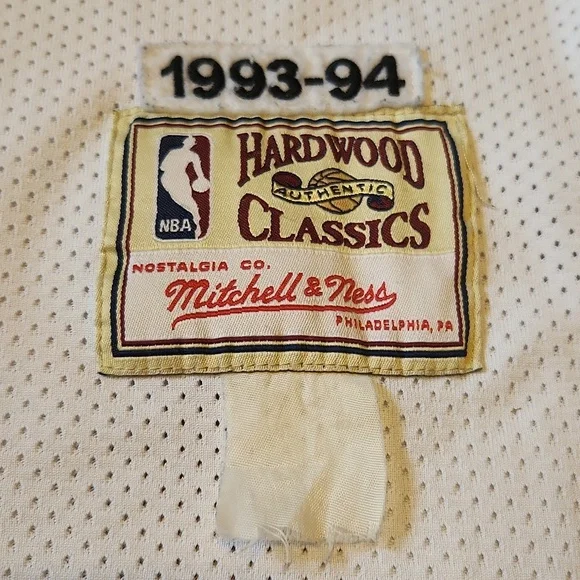 1993-94
NBA
HARDWOOD
AUTHENTIC
CLASSICS
NOSTALGIA CO.
Mitchell & Ness
PHILADELPHIA, PA